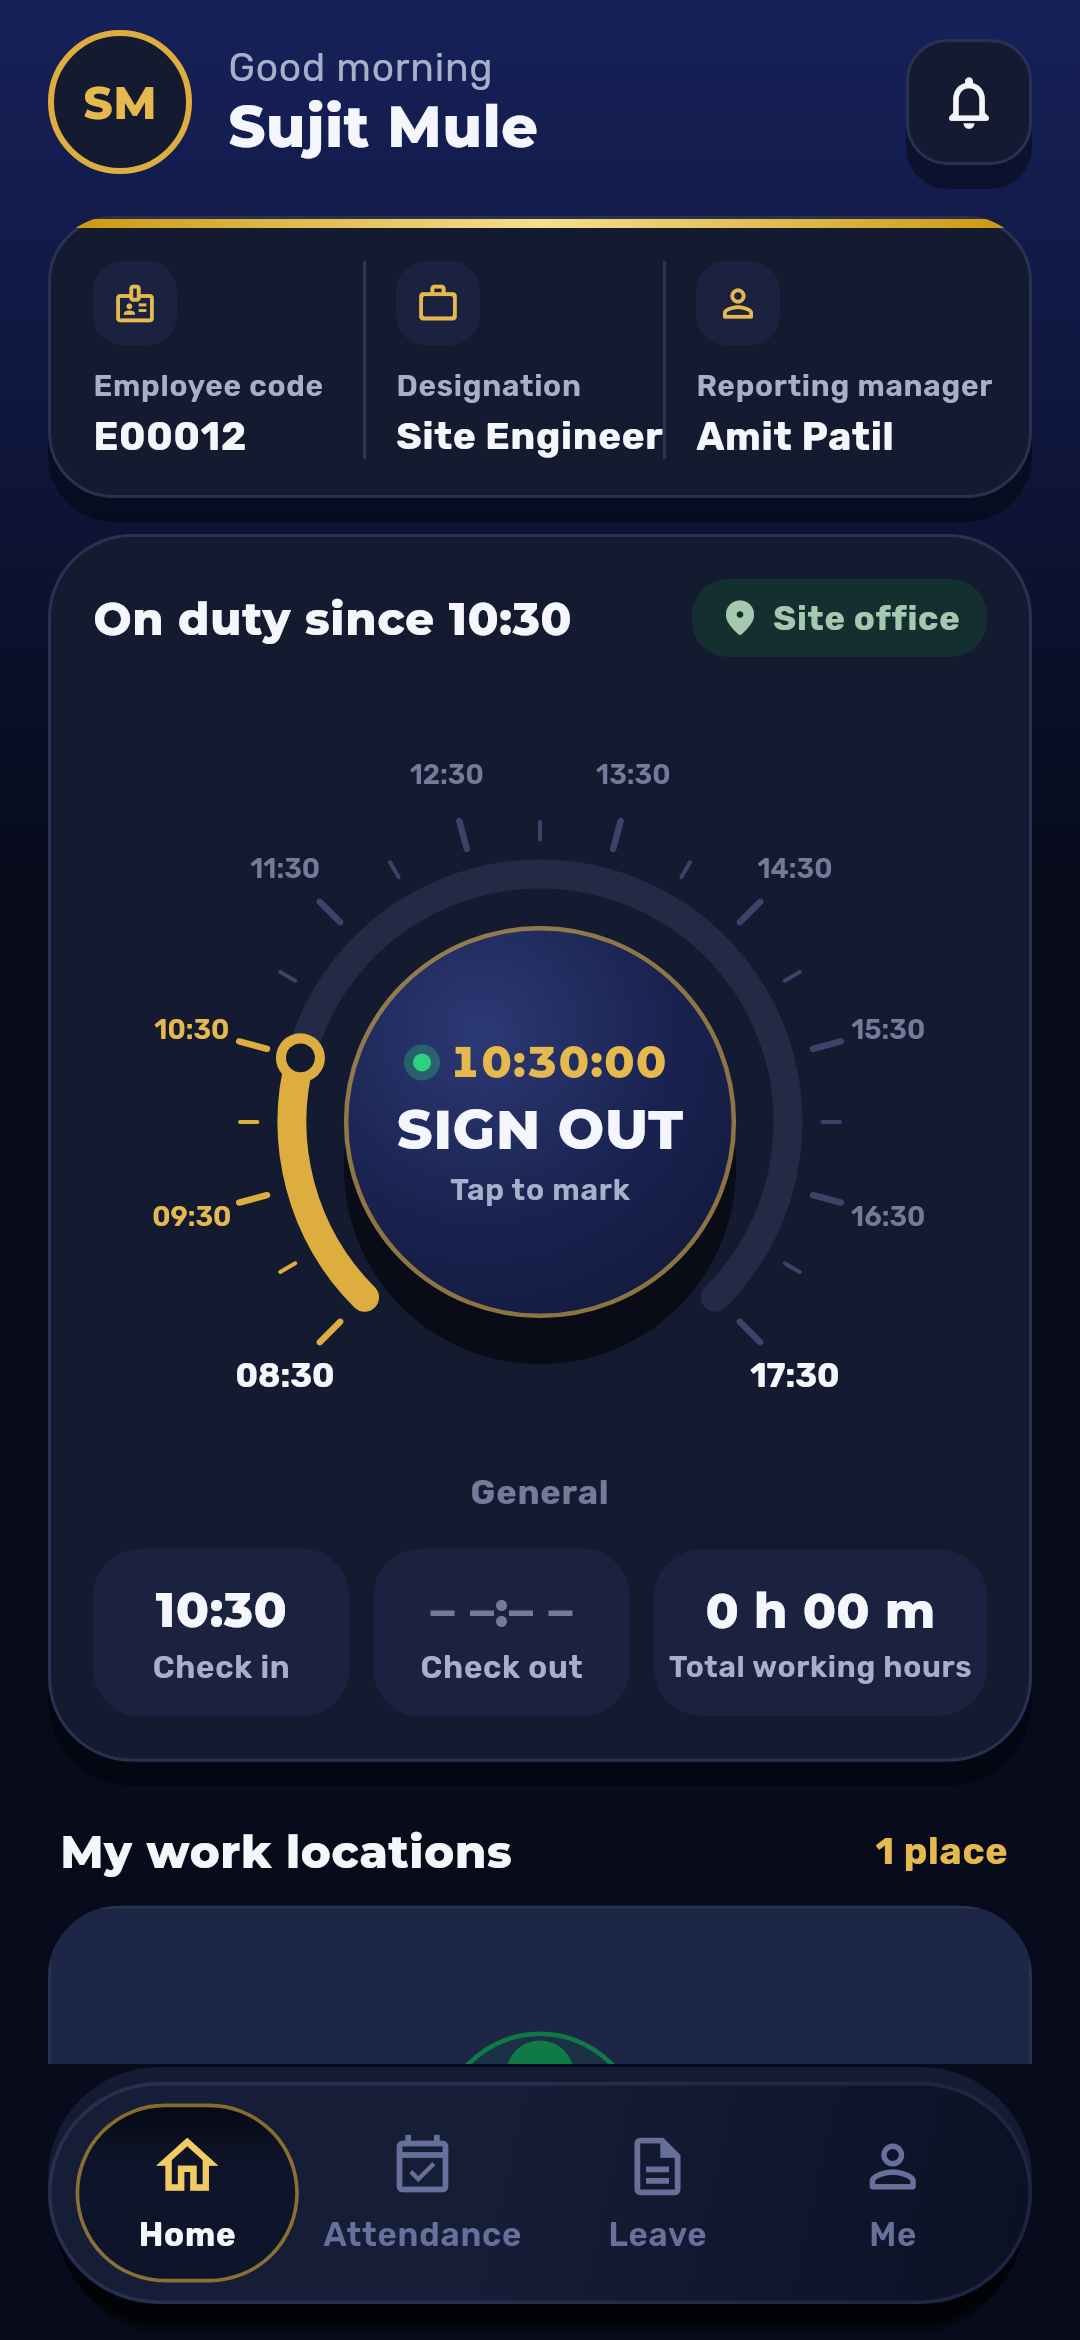 SM
Good morning
Sujit Mule
Employee code
E00012
Designation
Site Engineer
Reporting manager
Amit Patil
On duty since 10:30
Site office
12:30
13:30
11:30
14:30
10:30
15:30
09:30
16:30
08:30
17:30
10:30:00
SIGN OUT
Tap to mark
General
10:30
Check in
– –:– –
Check out
0 h 00 m
Total working hours
My work locations
1 place
Home
Attendance
Leave
Me